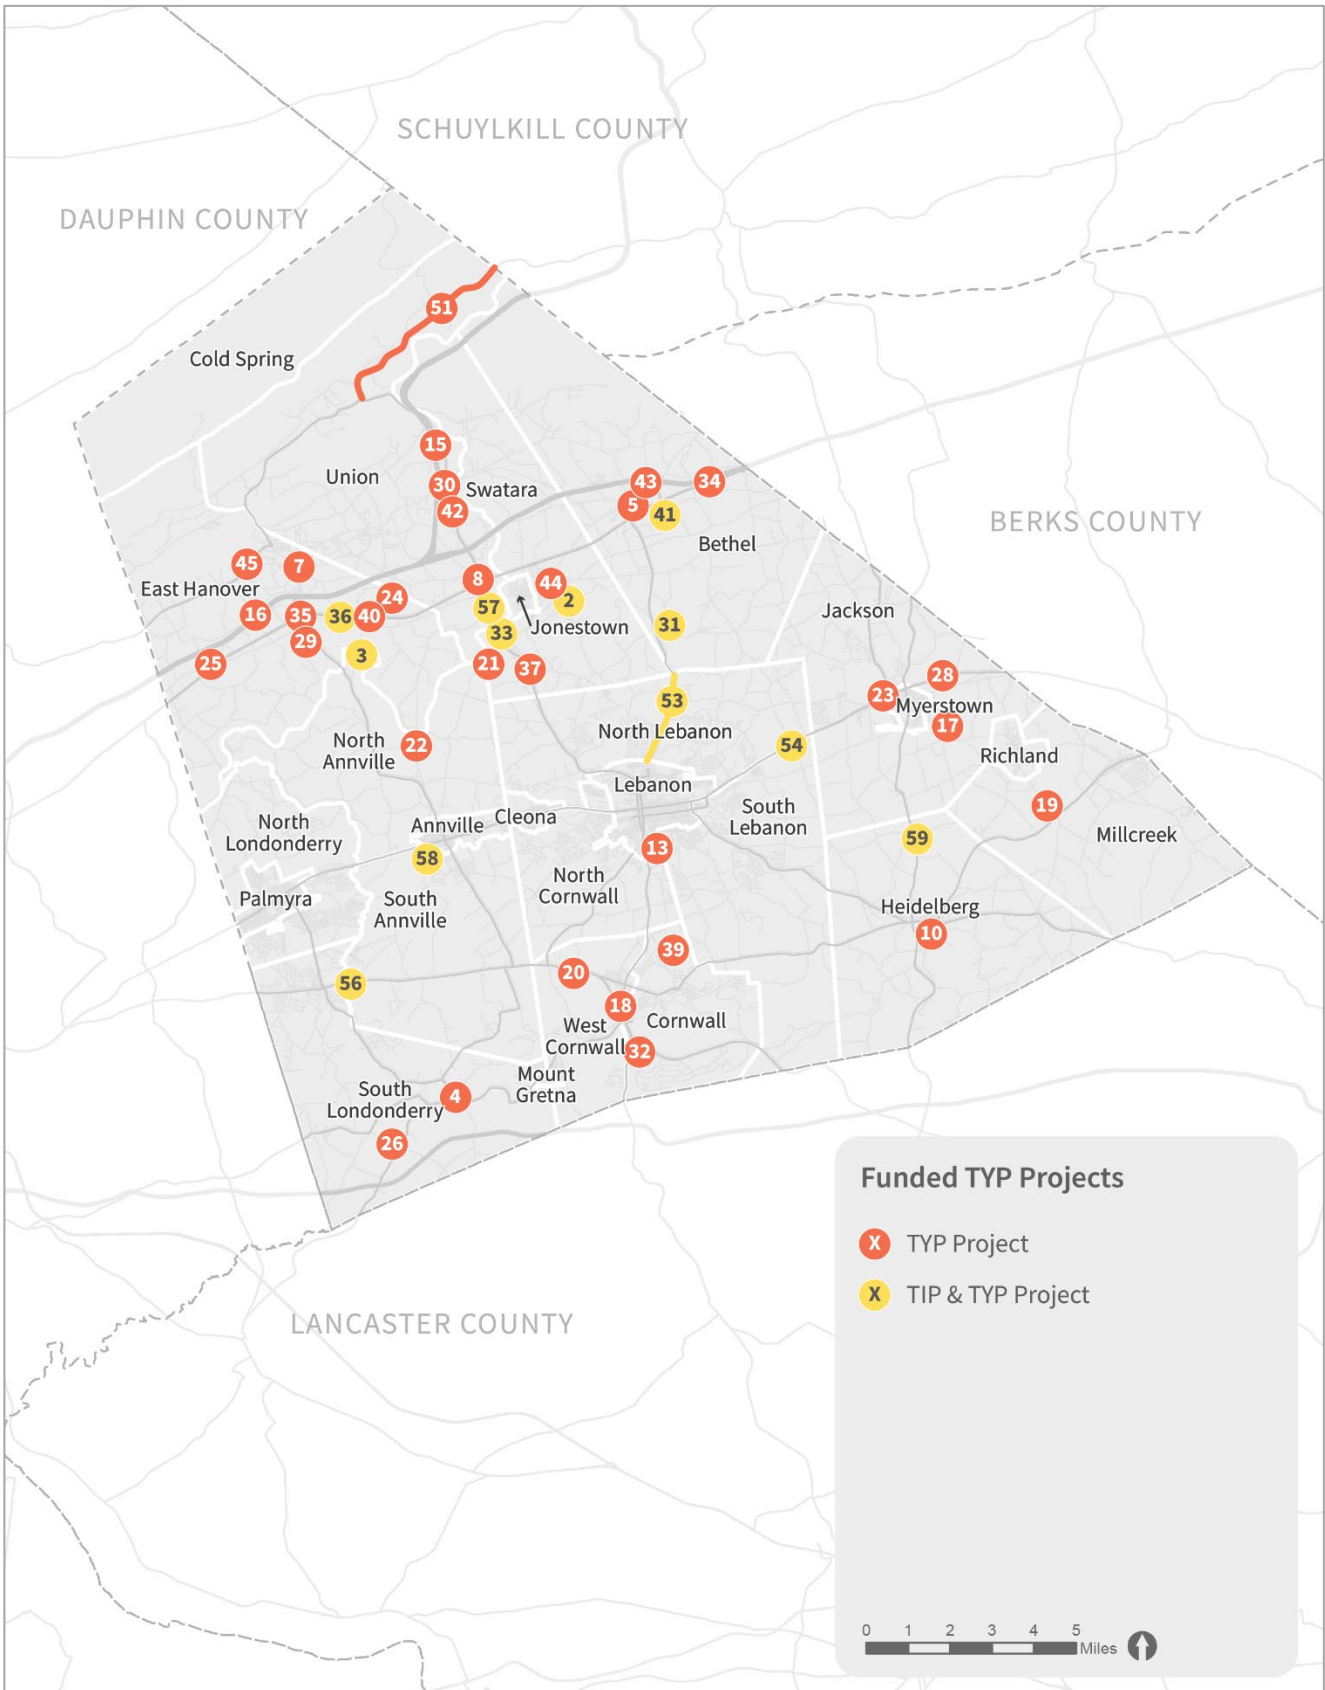 SCHUYLKILL COUNTY
DAUPHIN COUNTY
51
Cold Spring
15
Union
30
Swatara
43
34
42
5
41
BERKS COUNTY
Bethel
45
7
8
44
East Hanover
24
2
57
16
35
36
40
Jackson
33
Jonestown
31
29
3
25
21
37
28
23
53
Myerstown
17
North Lebanon
North
Annville
22
54
Richland
Lebanon
South
Lebanon
19
North
Londonderry
Annville
Cleona
Millcreek
59
58
13
North
Cornwall
Palmyra
South
Annville
Heidelberg
10
39
20
56
18
West
Cornwall
Cornwall
32
Mount
Gretna
South
Londonderry
4
26
Funded TYP Projects
X TYP Project
X TIP & TYP Project
LANCASTER COUNTY
0 1 2 3 4 5
Miles